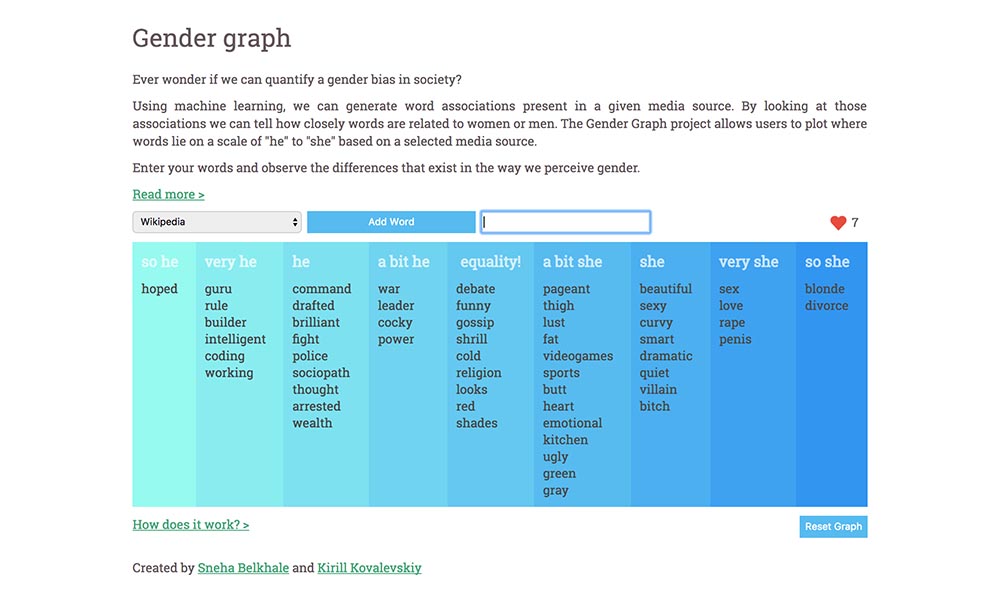 Gender graph
Ever wonder if we can quantify a gender bias in society?
Using machine learning, we can generate word associations present in a given media source. By looking at those
associations we can tell how closely words are related to women or men. The Gender Graph project allows users to plot where
words lie on a scale of "he" to "she" based on a selected media source.
Enter your words and observe the differences that exist in the way we perceive gender.
Read more >
Wikipedia Add Word 7
so he
hoped
very he
guru
rule
builder
intelligent
coding
working
he
command
drafted
brilliant
fight
police
sociopath
thought
arrested
wealth
a bit he
war
leader
cocky
power
equality!
debate
funny
gossip
shrill
cold
religion
looks
red
shades
a bit she
pageant
thigh
lust
fat
videogames
sports
butt
heart
emotional
kitchen
ugly
green
gray
she
beautiful
sexy
curvy
smart
dramatic
quiet
villain
bitch
very she
sex
love
rape
penis
so she
blonde
divorce
How does it work? >
Reset Graph
Created by Sneha Belkhale and Kirill Kovalevskiy